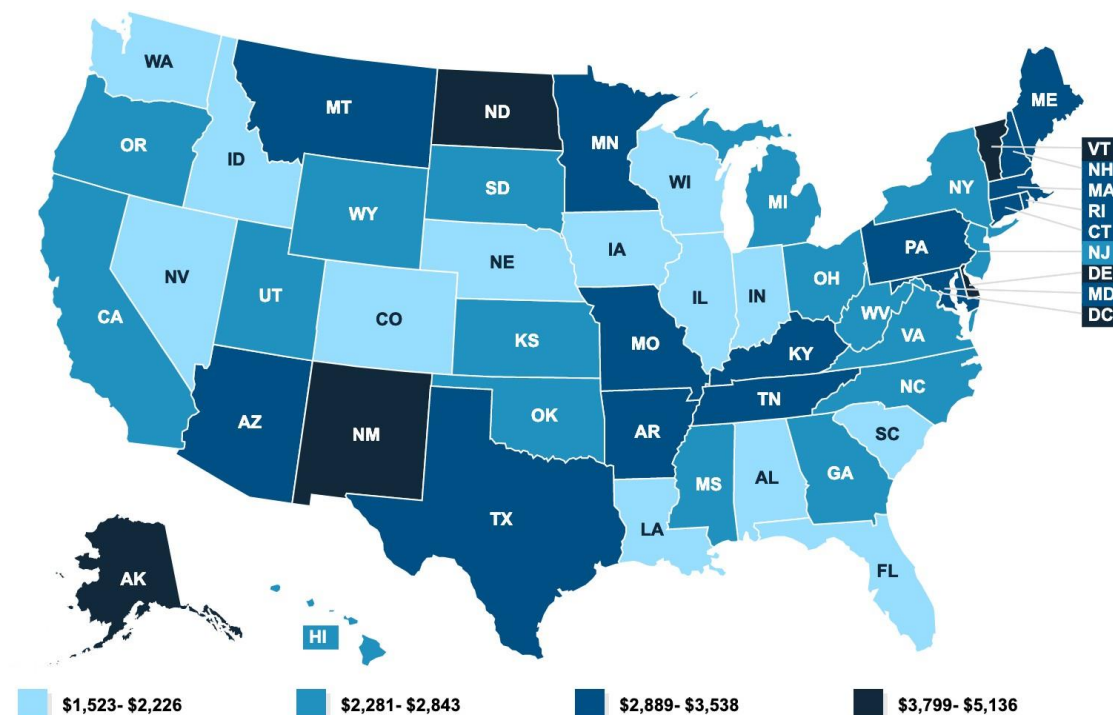 WA
MT
ND
MN
ME
OR
ID
SD
WI
MI
NY
VT
NH
MA
RI
CT
NJ
DE
MD
DC
WY
NE
IA
PA
NV
UT
CO
IL
IN
OH
WV
VA
CA
KS
MO
KY
NC
AZ
NM
OK
AR
TN
SC
TX
LA
MS
AL
GA
FL
AK
HI
$1,523- $2,226
$2,281- $2,843
$2,889- $3,538
$3,799- $5,136